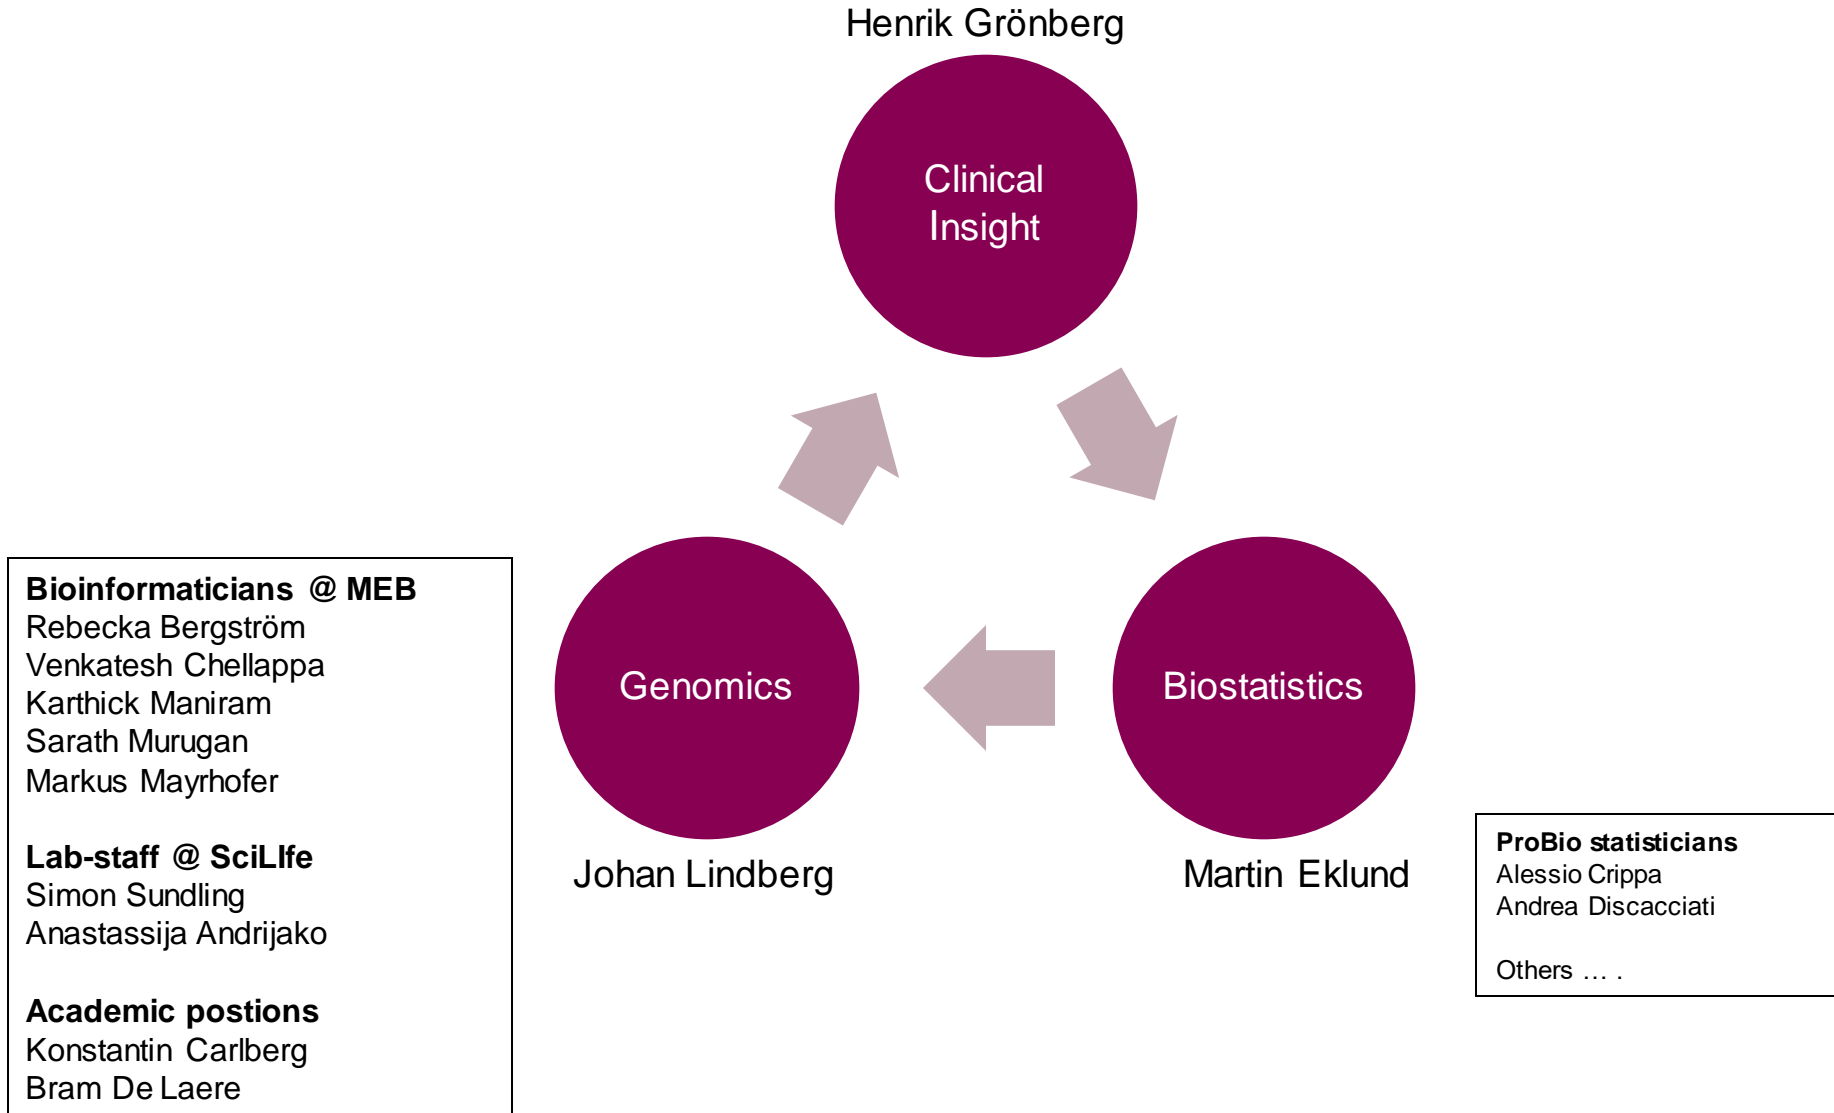 Henrik Grönberg
Clinical
Insight
Genomics
Biostatistics
Johan Lindberg
Martin Eklund
Bioinformaticians @ MEB
Rebecka Bergström
Venkatesh Chellappa
Karthick Maniram
Sarath Murugan
Markus Mayrhofer
Lab-staff @ SciLIfe
Simon Sundling
Anastassija Andrijako
Academic postions
Konstantin Carlberg
Bram De Laere
ProBio statisticians
Alessio Crippa
Andrea Discacciati
Others ... .